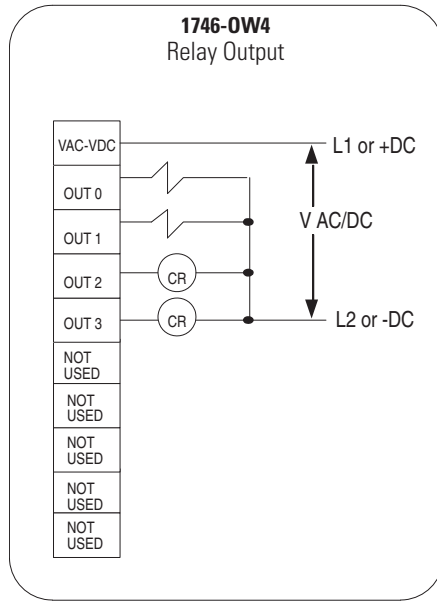 1746-OW4
Relay Output
VAC-VDC
L1 or +DC
OUT 0
V AC/DC
OUT 1
OUT 2
CR
OUT 3
CR
L2 or -DC
NOT
USED
NOT
USED
NOT
USED
NOT
USED
NOT
USED